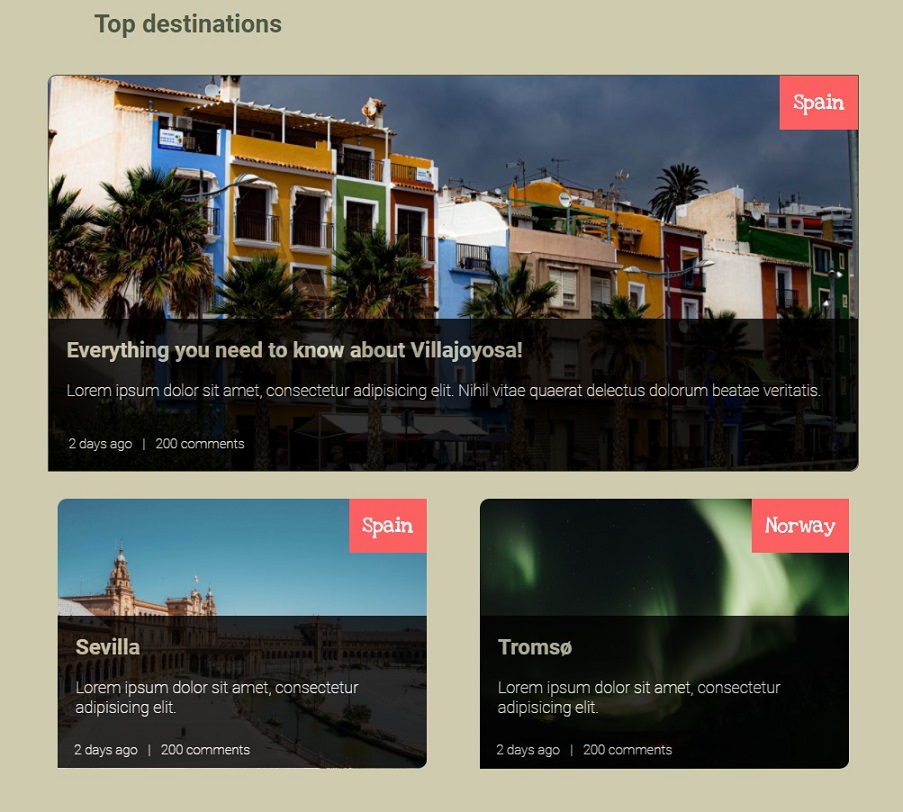 Top destinations
Spain
Everything you need to know about Villajoyosa!
Lorem ipsum dolor sit amet, consectetur adipisicing elit. Nihil vitae quaerat delectus dolorum beatae veritatis.
2 days ago | 200 comments
Spain
Sevilla
Lorem ipsum dolor sit amet, consectetur
adipisicing elit.
2 days ago | 200 comments
Norway
Tromsø
Lorem ipsum dolor sit amet, consectetur
adipisicing elit.
2 days ago | 200 comments